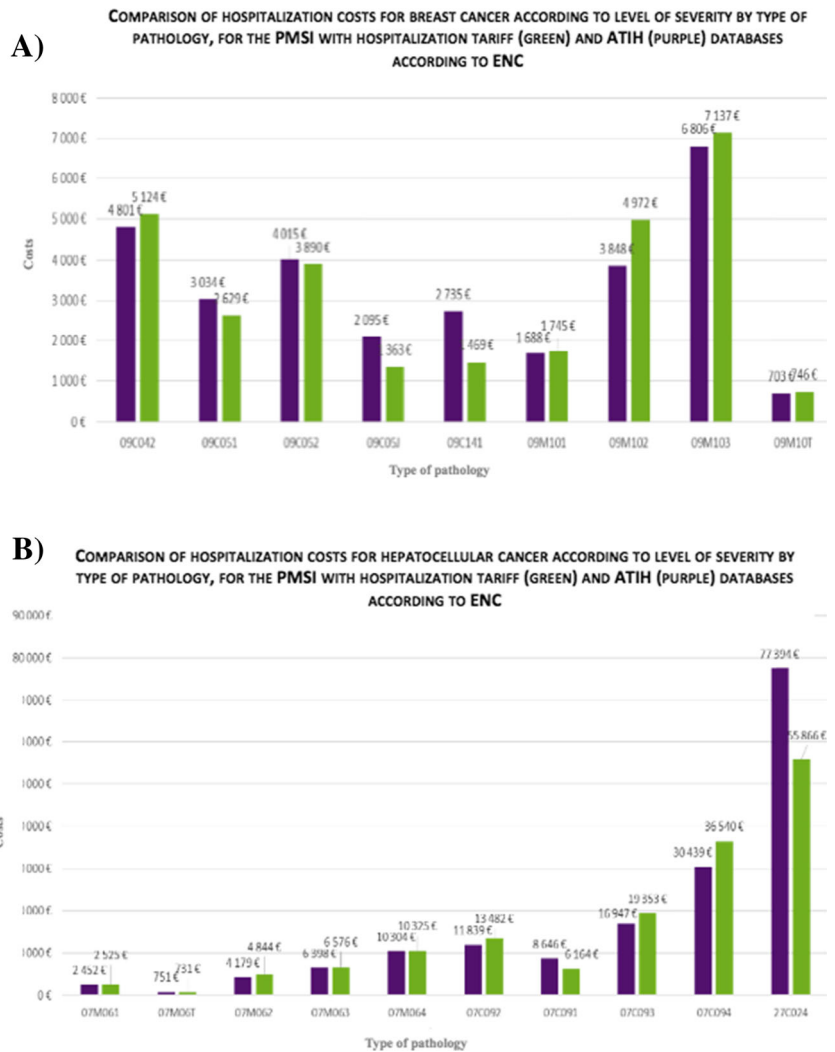 A)
COMPARISON OF HOSPITALIZATION COSTS FOR BREAST CANCER ACCORDING TO LEVEL OF SEVERITY BY TYPE OF
PATHOLOGY, FOR THE PMSI WITH HOSPITALIZATION TARIFF (GREEN) AND ATIH (PURPLE) DATABASES
ACCORDING TO ENC
8 000 €
7 000 €
6 000 €
5 000 €
4 000 €
3 000 €
2 000 €
1 000 €
0 €
Costs
4 801 €
5 124 €
3 034 €
2 629 €
4 015 €
3 890 €
2 095 €
363 €
2 735 €
469 €
1 688 €
1 745 €
3 848 €
4 972 €
6 806 €
7 137 €
703 €
746 €
09C042 09C051 09C052 09C05J 09C141 09M101 09M102 09M103 09M10T
Type of pathology
B)
COMPARISON OF HOSPITALIZATION COSTS FOR HEPATOCELLULAR CANCER ACCORDING TO LEVEL OF SEVERITY BY
TYPE OF PATHOLOGY, FOR THE PMSI WITH HOSPITALIZATION TARIFF (GREEN) AND ATIH (PURPLE) DATABASES
ACCORDING TO ENC
90 000 €
80 000 €
000 €
000 €
000 €
000 €
000 €
000 €
000 €
0 €
2 452 €
2 525 €
751 €
731 €
4 179 €
4 844 €
6 398 €
6 576 €
10 304 €
10 325 €
11 839 €
13 482 €
8 646 €
6 164 €
16 947 €
19 353 €
30 439 €
36 540 €
77 394 €
55 866 €
07M061 07M06T 07M062 07M063 07M064 07C092 07C091 07C093 07C094 27C024
Type of pathology